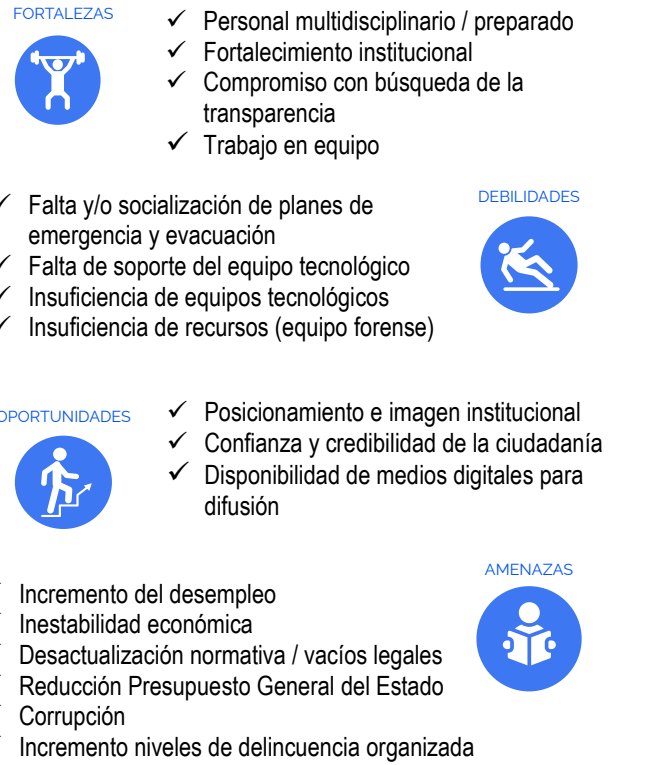 FORTALEZAS
✓ Personal multidisciplinario / preparado
✓ Fortalecimiento institucional
✓ Compromiso con búsqueda de la
transparencia
✓ Trabajo en equipo
DEBILIDADES
✓ Falta y/o socialización de planes de
emergencia y evacuación
✓ Falta de soporte del equipo tecnológico
✓ Insuficiencia de equipos tecnológicos
✓ Insuficiencia de recursos (equipo forense)
OPORTUNIDADES
✓ Posicionamiento e imagen institucional
✓ Confianza y credibilidad de la ciudadanía
✓ Disponibilidad de medios digitales para
difusión
AMENAZAS
Incremento del desempleo
Inestabilidad económica
Desactualización normativa / vacíos legales
Reducción Presupuesto General del Estado
Corrupción
Incremento niveles de delincuencia organizada